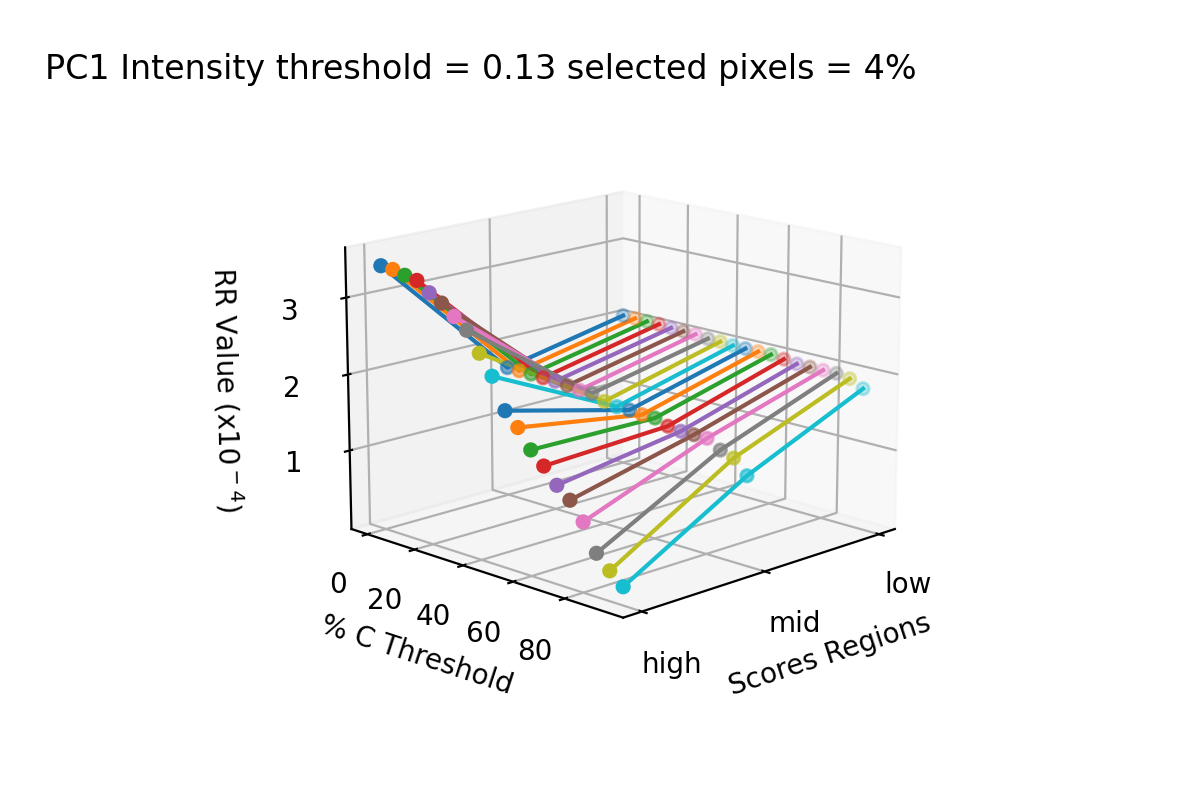 PC1 Intensity threshold = 0.13 selected pixels = 4%
RR Value (x10⁻⁴)
3
2
1
0
20
40
60
80
% C Threshold
high
mid
low
Scores Regions